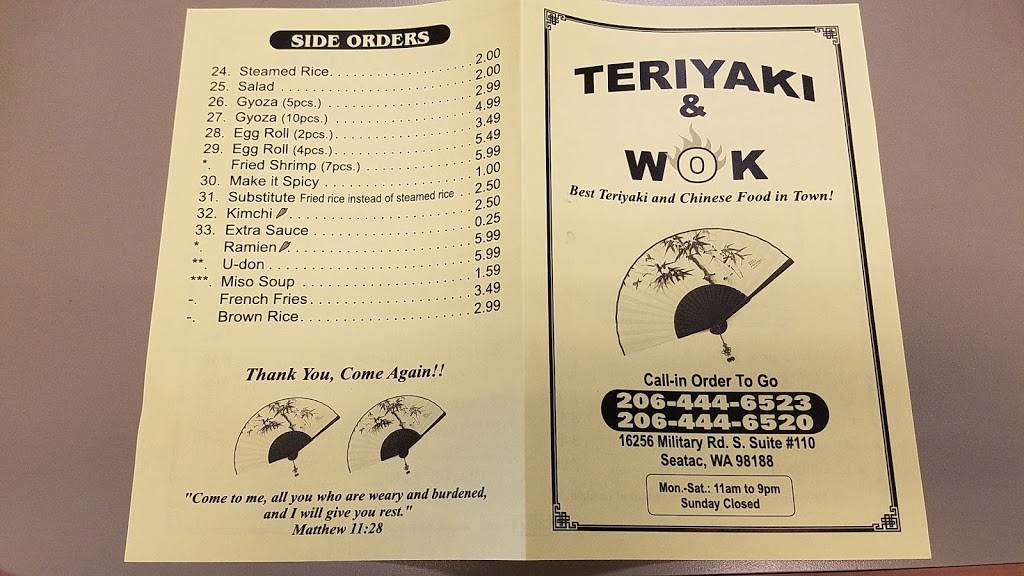 SIDE ORDERS
24. Steamed Rice. . . . . . . . . . . . . . . . . . 2.00
25. Salad . . . . . . . . . . . . . . . . . . . . . . . . 2.00
26. Gyoza (5pcs.) . . . . . . . . . . . . . . . . . . 2.99
27. Gyoza (10pcs.) . . . . . . . . . . . . . . . . . 4.99
28. Egg Roll (2pcs.). . . . . . . . . . . . . . . . . 3.49
29. Egg Roll (4pcs.) . . . . . . . . . . . . . . . . . 5.49
*. Fried Shrimp (7pcs.) . . . . . . . . . . . . . . 5.99
30. Make it Spicy . . . . . . . . . . . . . . . . . . 1.00
31. Substitute Fried rice instead of steamed rice . . 2.50
32. Kimchi . . . . . . . . . . . . . . . . . . . . . . 2.50
33. Extra Sauce . . . . . . . . . . . . . . . . . . . 0.25
*. Ramien . . . . . . . . . . . . . . . . . . . . . . 5.99
**. U-don . . . . . . . . . . . . . . . . . . . . . . . 5.99
***. Miso Soup . . . . . . . . . . . . . . . . . . . . 1.59
-. French Fries . . . . . . . . . . . . . . . . . . . 3.49
-. Brown Rice. . . . . . . . . . . . . . . . . . . . 2.99
Thank You, Come Again!!
"Come to me, all you who are weary and burdened,
and I will give you rest."
Matthew 11:28
TERIYAKI
&
WOK
Best Teriyaki and Chinese Food in Town!
Call-in Order To Go
206-444-6523
206-444-6520
16256 Military Rd. S. Suite #110
Seatac, WA 98188
Mon.-Sat.: 11am to 9pm
Sunday Closed